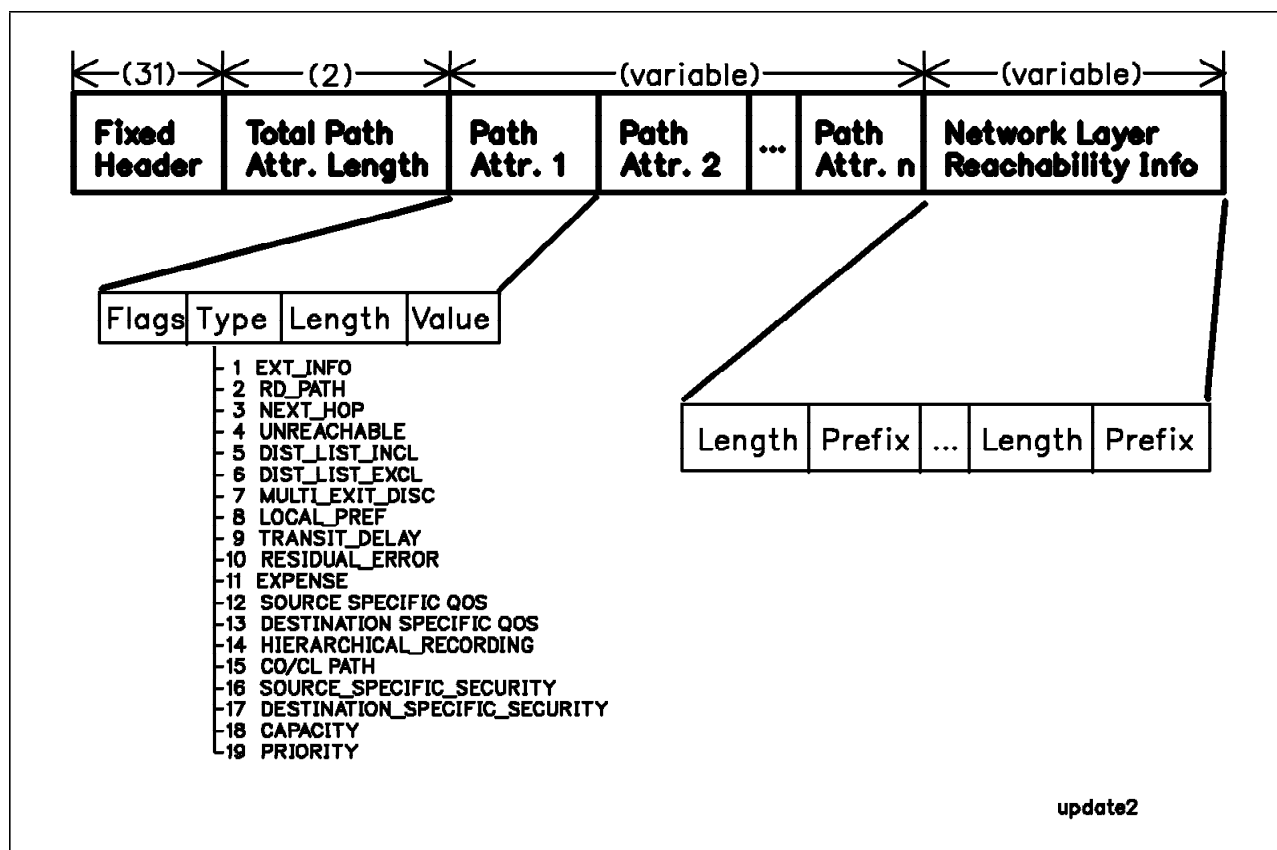 (31) (2) (variable) (variable)
Fixed Header Total Path Attr. Length Path Attr. 1 Path Attr. 2 ... Path Attr. n Network Layer Reachability Info
Flags Type Length Value
1 EXT_INFO
2 RD_PATH
3 NEXT_HOP
4 UNREACHABLE
5 DIST_LIST_INCL
6 DIST_LIST_EXCL
7 MULTI_EXIT_DISC
8 LOCAL_PREF
9 TRANSIT_DELAY
10 RESIDUAL_ERROR
11 EXPENSE
12 SOURCE SPECIFIC QOS
13 DESTINATION SPECIFIC QOS
14 HIERARCHICAL_RECORDING
15 CO/CL PATH
16 SOURCE_SPECIFIC_SECURITY
17 DESTINATION_SPECIFIC_SECURITY
18 CAPACITY
19 PRIORITY
Length Prefix ... Length Prefix
update2